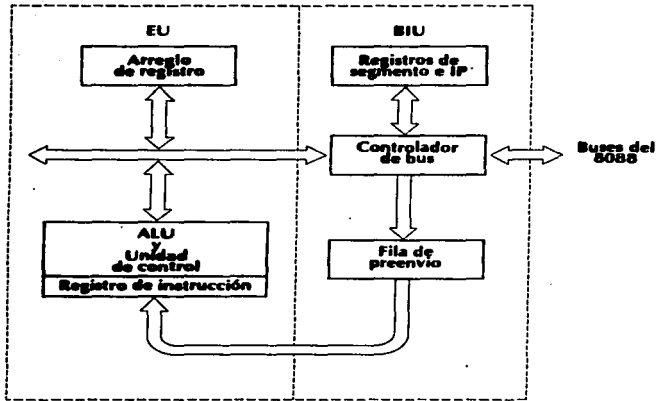 EU
BIU
Arreglo
de registro
Registros de
segmento e IP
Controlador
de bus
Buses del
8088
ALU
y
Unidad
de control
Registro de instrucción
Fila de
preenvío